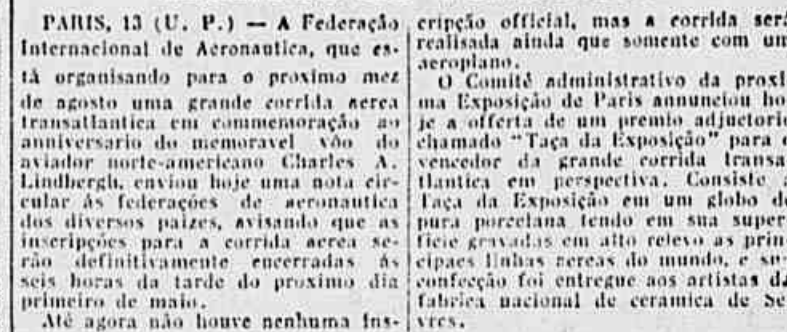 PARIS, 13 (U. P.) — A Federação
Internacional de Aeronautica, que es-
tá organisando para o proximo mez
de agosto uma grande corrida aerea
transatlantica em commemoração ao
anniversario do memoravel vôo do
aviador norte-americano Charles A.
Lindbergh, enviou hoje uma nota cir-
cular ás federações de aeronautica
dos diversos paizes, avisando que as
inscripções para a corrida aerea se-
rão definitivamente encerradas ás
seis horas da tarde do proximo dia
primeiro de maio.
Até agora não houve nenhuma ins-
cripção official, mas a corrida será
realisada ainda que somente com um
aeroplano.
O Comité administrativo da proxi-
ma Exposição de Paris annunciou ho-
je a offerta de um premio adjuctorio
chamado "Taça da Exposição" para o
vencedor da grande corrida transa-
tlantica em perspectiva. Consiste a
Taça da Exposição em um globo de
pura porcelana tendo em sua super-
ficie gravadas em alto relevo as prin-
cipaes linhas aereas do mundo, e su
confecção foi entregue aos artistas da
fabrica nacional de ceramica de Sé-
vres.